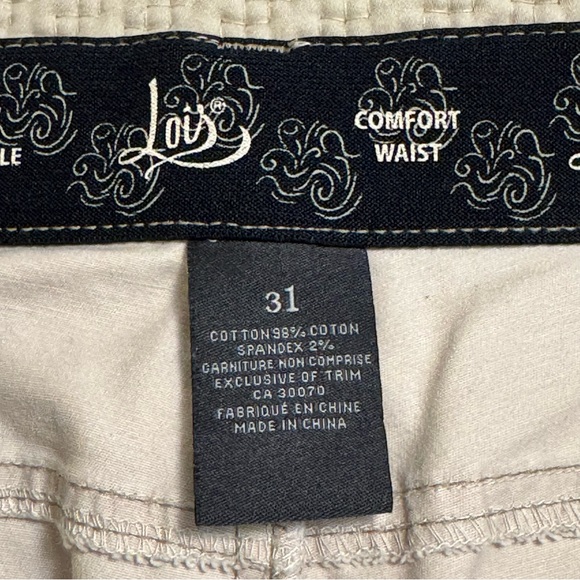 LE
Loïs®
COMFORT
WAIST
31
COTTON 98% COTON
SPANDEX 2%
GARNITURE NON COMPRISE
EXCLUSIVE OF TRIM
CA 30070
FABRIQUÉ EN CHINE
MADE IN CHINA